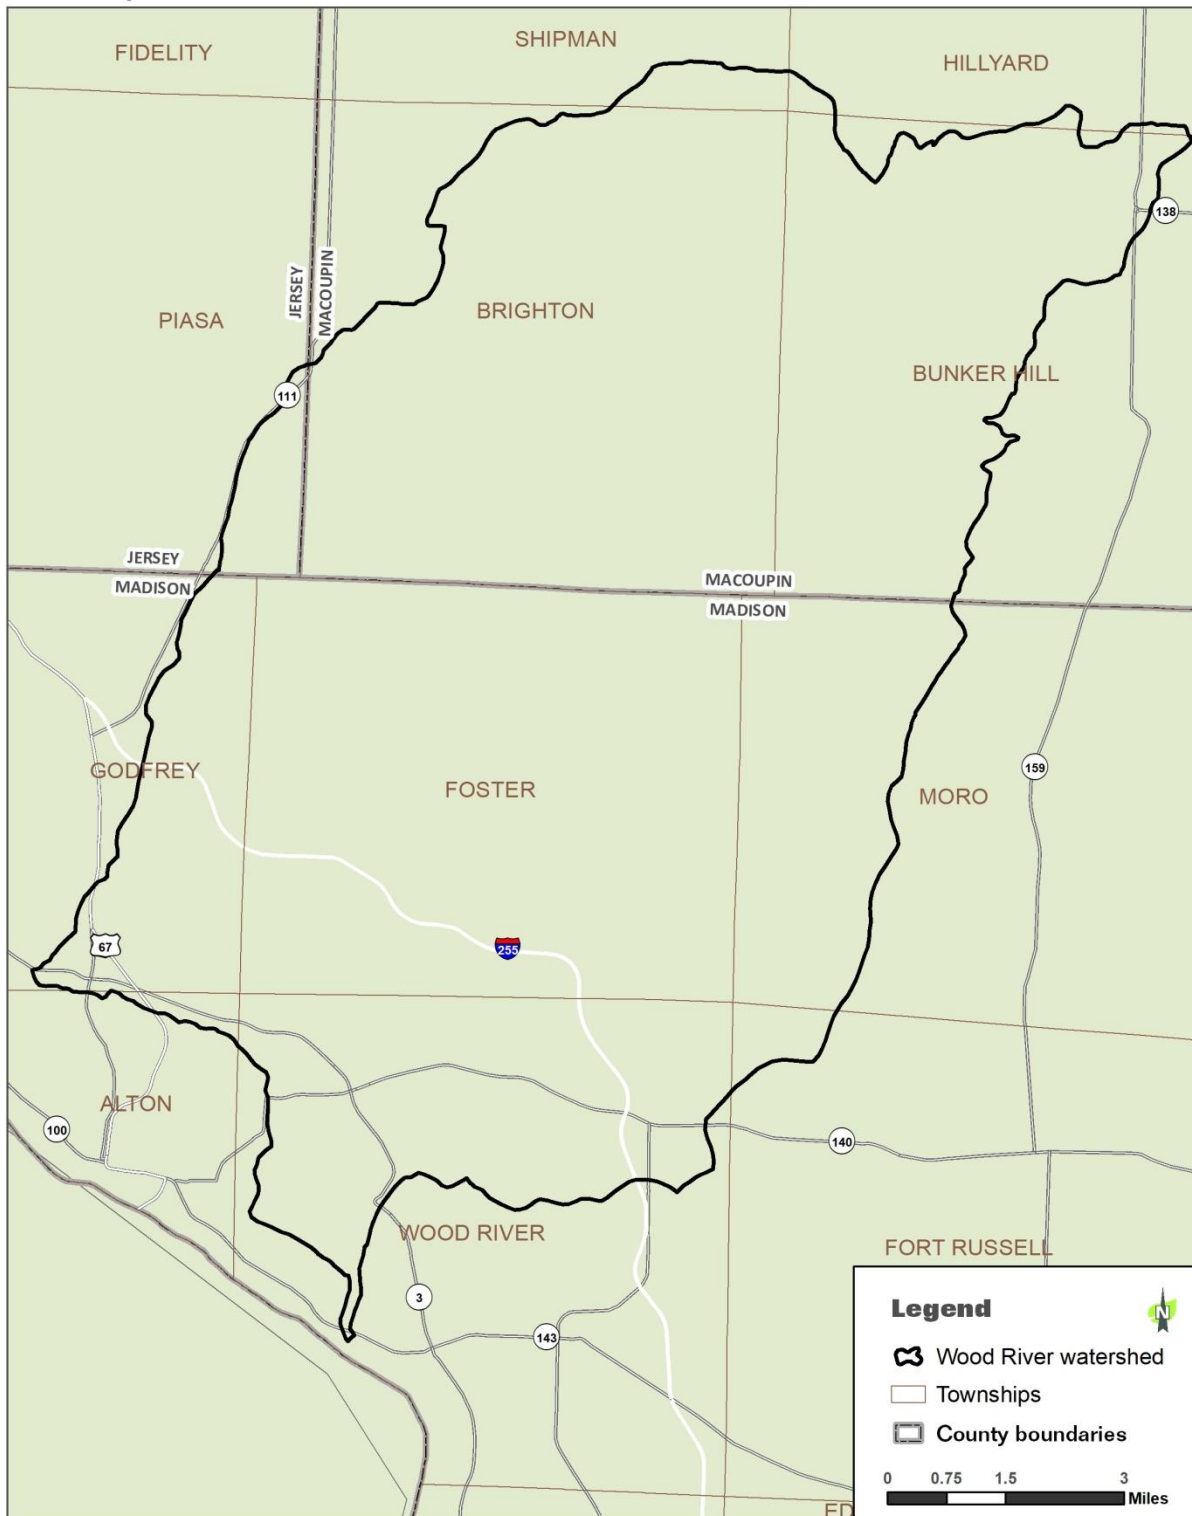 SHIPMAN
FIDELITY
HILLYARD
138
JERSEY
MACOUPIN
BRIGHTON
PIASA
BUNKER HILL
111
JERSEY
MADISON
MACOUPIN
MADISON
159
GODFREY
FOSTER
MORO
67
255
ALTON
100
140
WOOD RIVER
FORT RUSSELL
3
143
Legend
N
Wood River watershed
Townships
County boundaries
0 0.75 1.5 3
Miles
ED